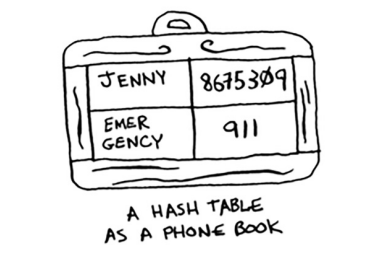 JENNY 8675309
EMER
GENCY 911
A HASH TABLE
AS A PHONE BOOK